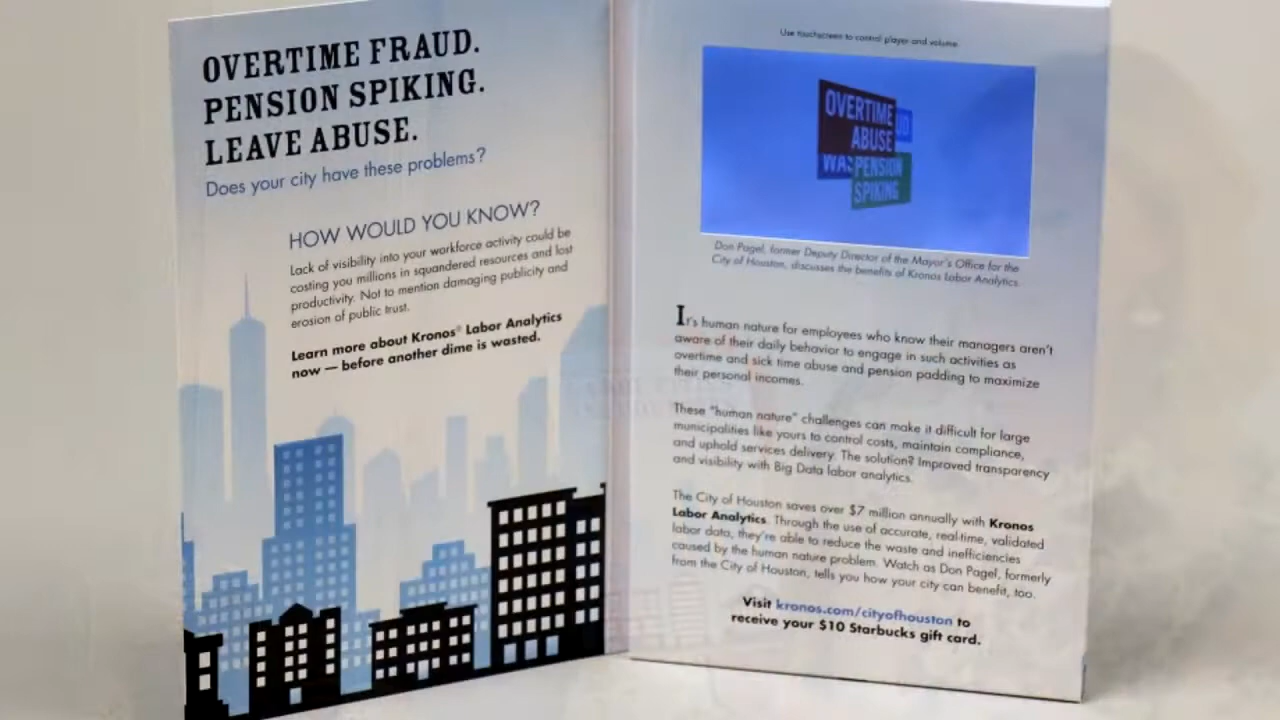 OVERTIME FRAUD.
PENSION SPIKING.
LEAVE ABUSE.
Does your city have these problems?
HOW WOULD YOU KNOW?
Lack of visibility into your workforce activity could be
costing you millions in squandered resources and lost
productivity. Not to mention damaging publicity and
erosion of public trust.
Learn more about Kronos® Labor Analytics
now — before another dime is wasted.
Use touchscreen to control player and volume
OVERTIME
ABUSE
PENSION
SPIKING
Don Pagel, former Deputy Director of the Mayor's Office for the
City of Houston, discusses the benefits of Kronos Labor Analytics.
It's human nature for employees who know their managers aren't
aware of their daily behavior to engage in such activities as
overtime and sick time abuse and pension padding to maximize
their personal incomes.
These "human nature" challenges can make it difficult for large
municipalities like yours to control costs, maintain compliance,
and uphold services delivery. The solution? Improved transparency
and visibility with Big Data labor analytics.
The City of Houston saves over $7 million annually with Kronos
Labor Analytics. Through the use of accurate, real-time, validated
labor data, they're able to reduce the waste and inefficiencies
caused by the human nature problem. Watch as Don Pagel, formerly
from the City of Houston, tells you how your city can benefit, too.
Visit kronos.com/cityofhouston to
receive your $10 Starbucks gift card.